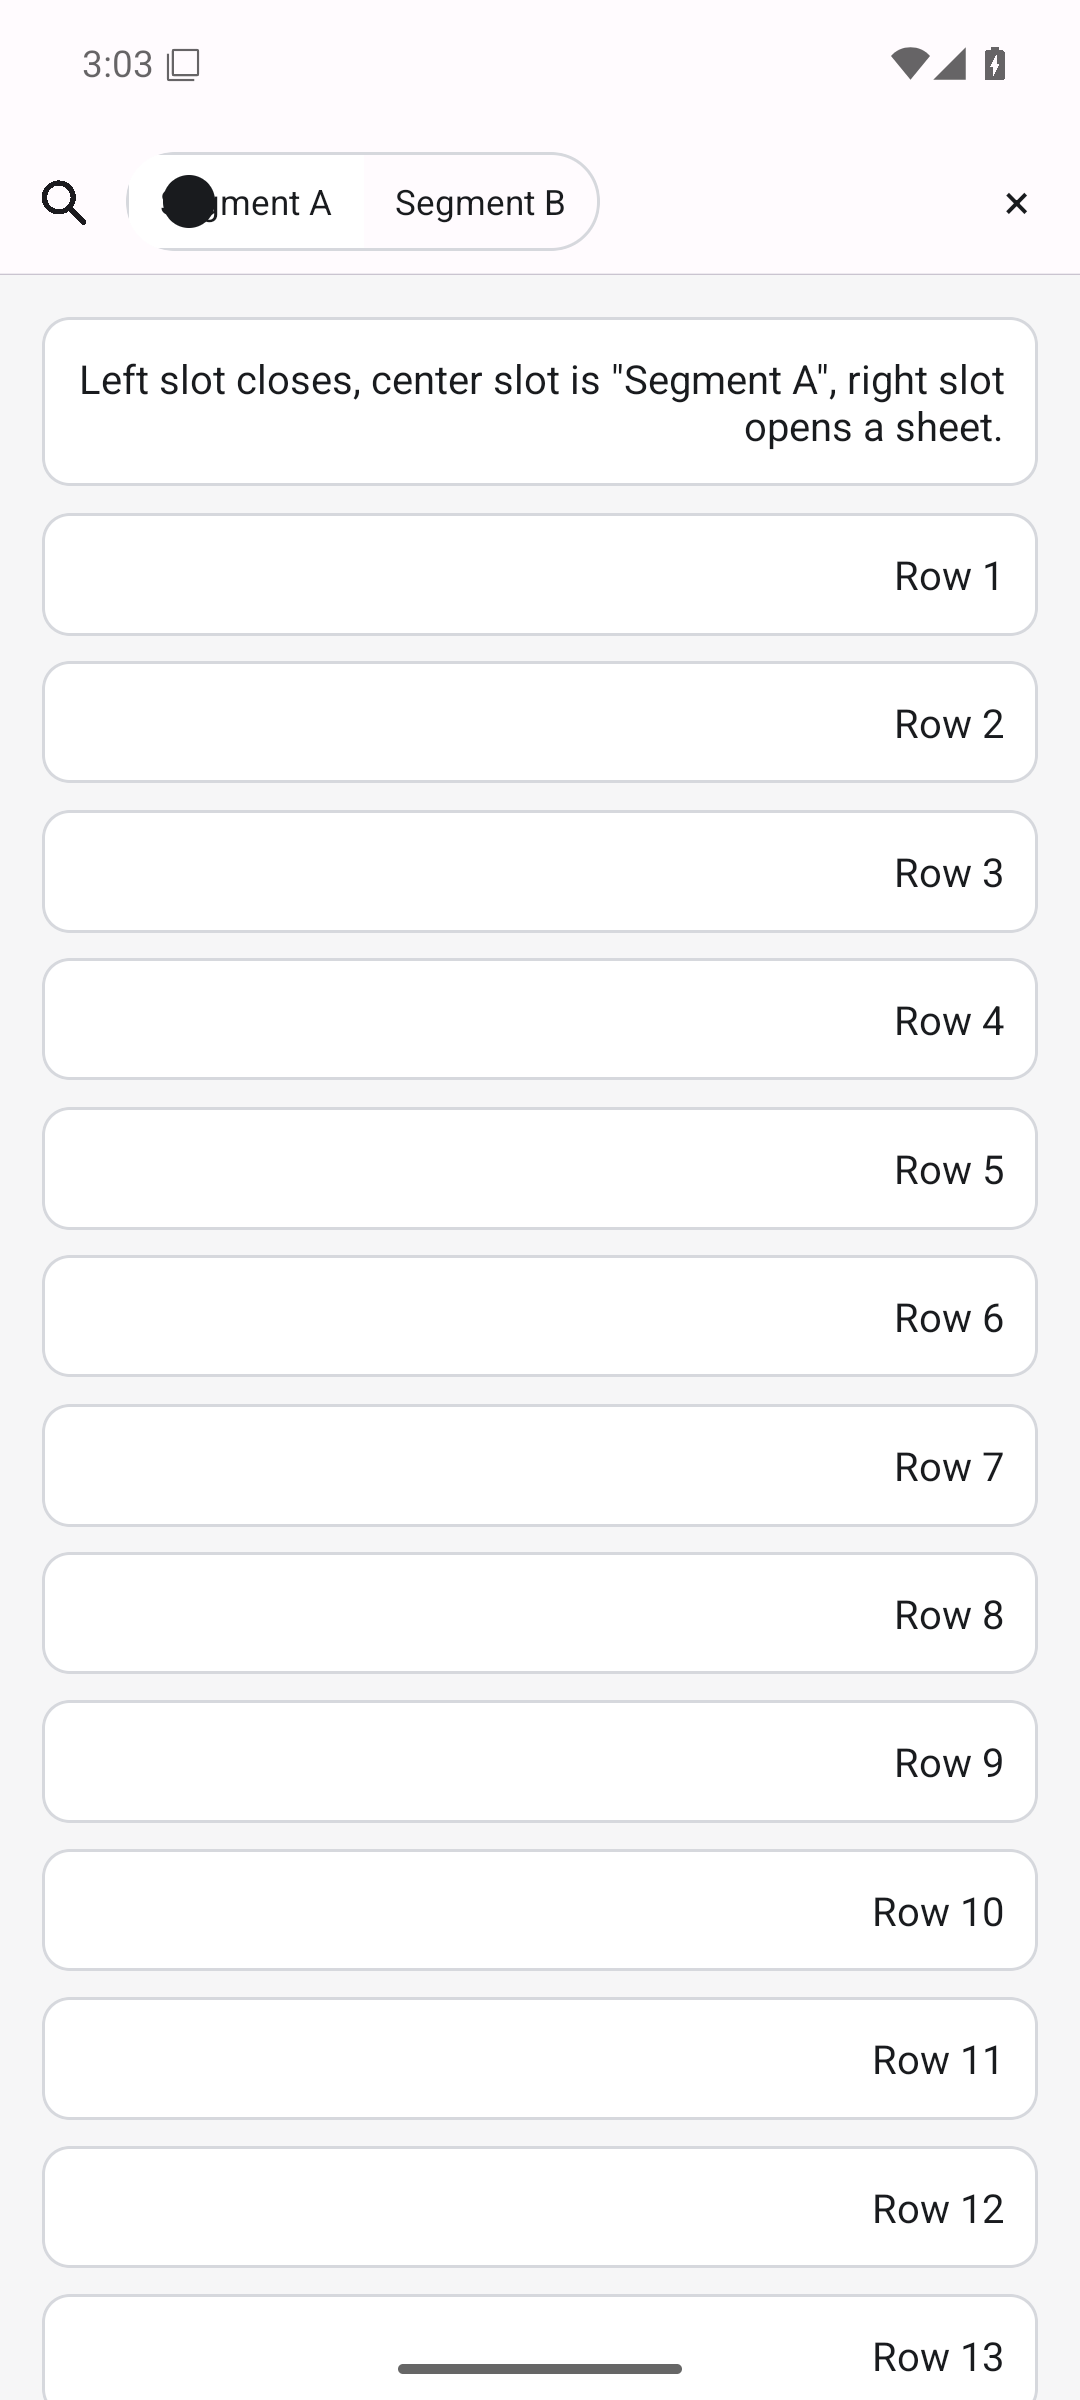 3:03
gment A
Segment B
Left slot closes, center slot is "Segment A", right slot
opens a sheet.
Row 1
Row 2
Row 3
Row 4
Row 5
Row 6
Row 7
Row 8
Row 9
Row 10
Row 11
Row 12
Row 13